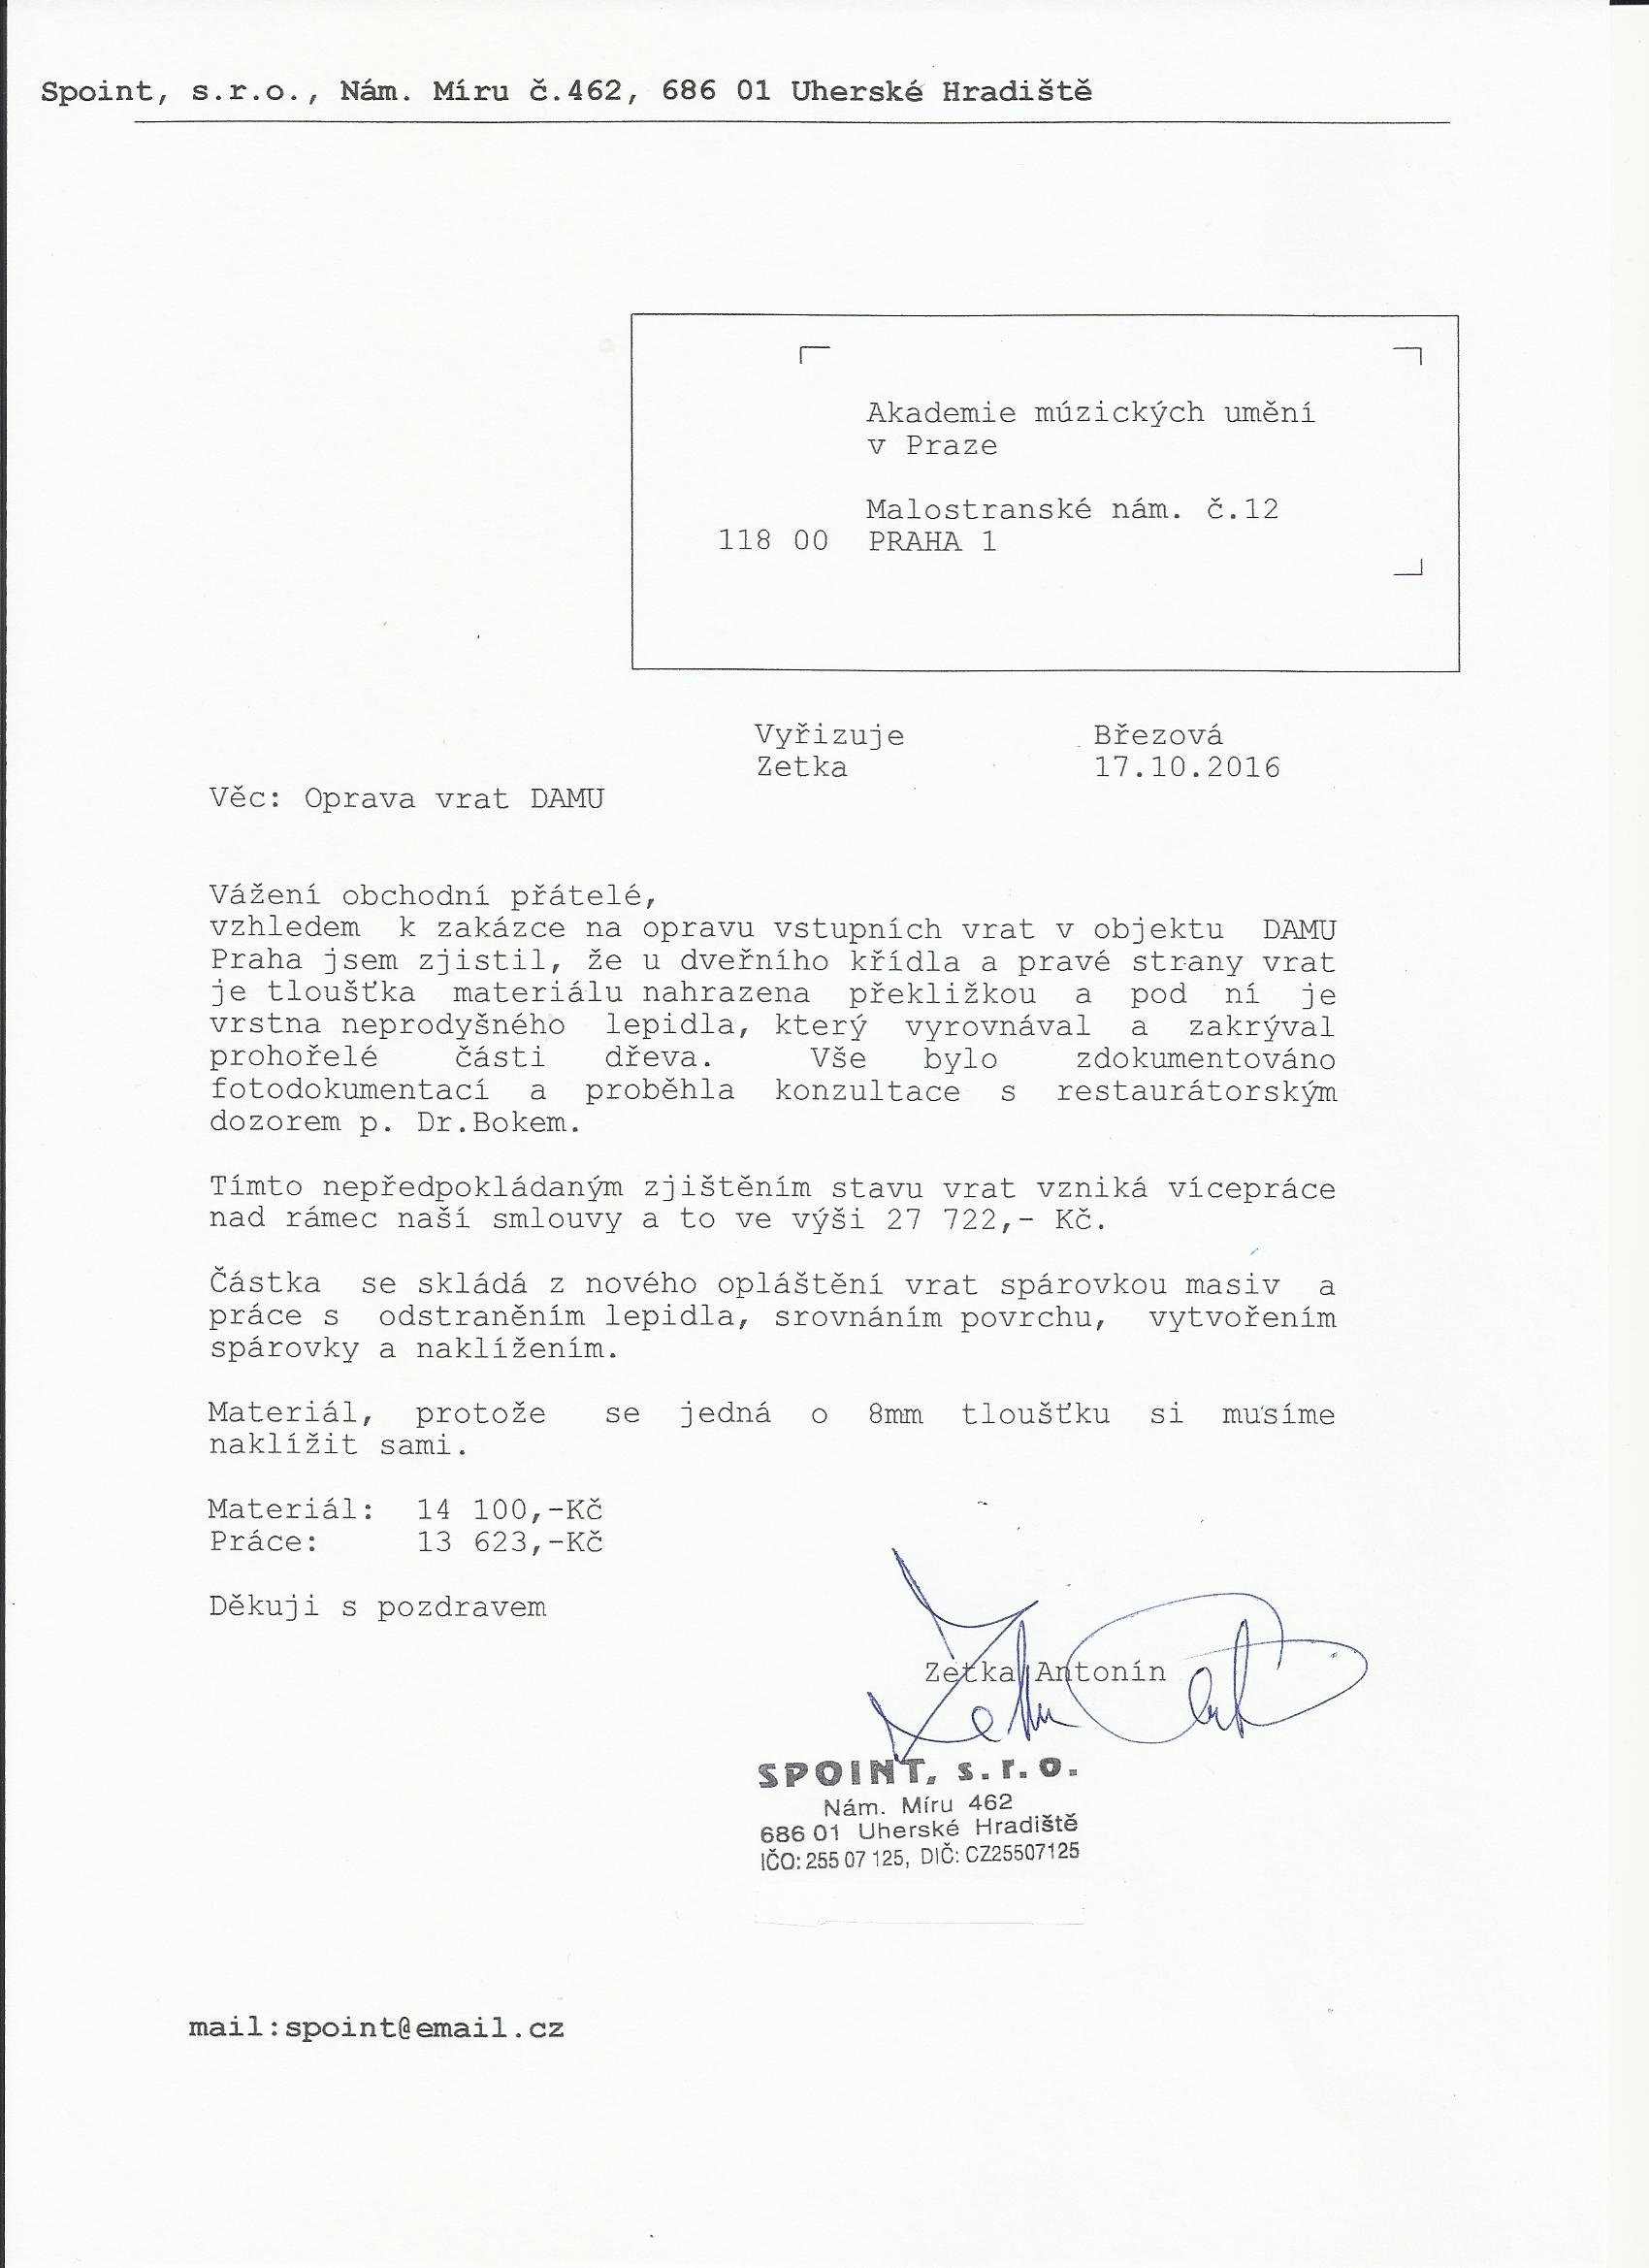 Spoint, s.r.o., Nám. Míru č.462, 686 01 Uherské Hradiště
Akademie múzických umění
v Praze
Malostranské nám. č.12
118 00 PRAHA 1
Vyřizuje Březová
Zetka 17.10.2016
Věc: Oprava vrat DAMU
Vážení obchodní přátelé,
vzhledem k zakázce na opravu vstupních vrat v objektu DAMU
Praha jsem zjistil, že u dveřního křídla a pravé strany vrat
je tloušťka materiálu nahrazena překližkou a pod ní je
vrstna neprodyšného lepidla, který vyrovnával a zakrýval
prohořelé části dřeva. Vše bylo zdokumentováno
fotodokumentací a proběhla konzultace s restaurátorským
dozorem p. Dr.Bokem.
Tímto nepředpokládaným zjištěním stavu vrat vzniká vícepráce
nad rámec naší smlouvy a to ve výši 27 722,- Kč.
Částka se skládá z nového opláštění vrat spárovkou masiv a
práce s odstraněním lepidla, srovnáním povrchu, vytvořením
spárovky a naklížením.
Materiál, protože se jedná o 8mm tloušťku si musíme
naklížit sami.
Materiál: 14 100,-Kč
Práce: 13 623,-Kč
Děkuji s pozdravem
Zetka Antonín
SPOINT, s.r.o.
Nám. Míru 462
686 01 Uherské Hradiště
IČO: 255 07 125, DIČ: CZ25507125
mail:spoint@email.cz